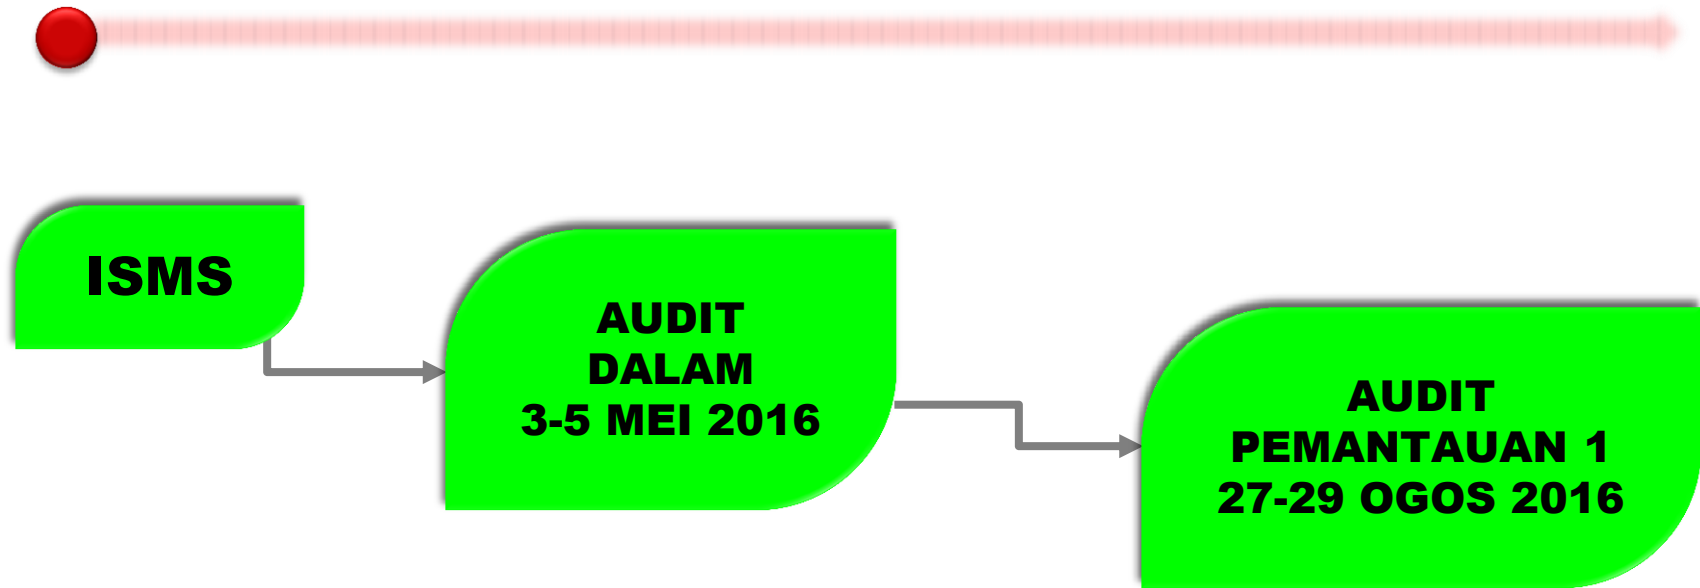 ISMS
AUDIT
DALAM
3-5 MEI 2016
AUDIT
PEMANTAUAN 1
27-29 OGOS 2016